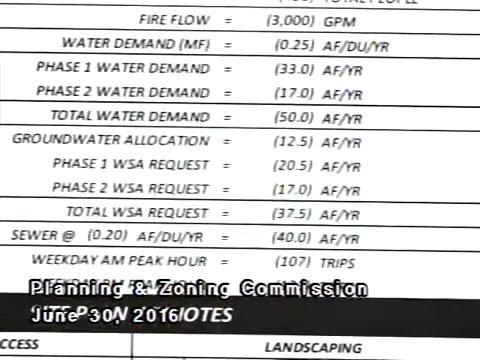 TOTAL PEOPLE
FIRE FLOW = (3,000) GPM
WATER DEMAND (MF) = (0.25) AF/DU/YR
PHASE 1 WATER DEMAND = (33.0) AF/YR
PHASE 2 WATER DEMAND = (17.0) AF/YR
TOTAL WATER DEMAND = (50.0) AF/YR
GROUNDWATER ALLOCATION = (12.5) AF/YR
PHASE 1 WSA REQUEST = (20.5) AF/YR
PHASE 2 WSA REQUEST = (17.0) AF/YR
TOTAL WSA REQUEST = (37.5) AF/YR
SEWER @ (0.20) AF/DU/YR = (40.0) AF/YR
WEEKDAY AM PEAK HOUR = (107) TRIPS
Planning & Zoning Commission
June 30, 2016
NOTES
CCESS LANDSCAPING